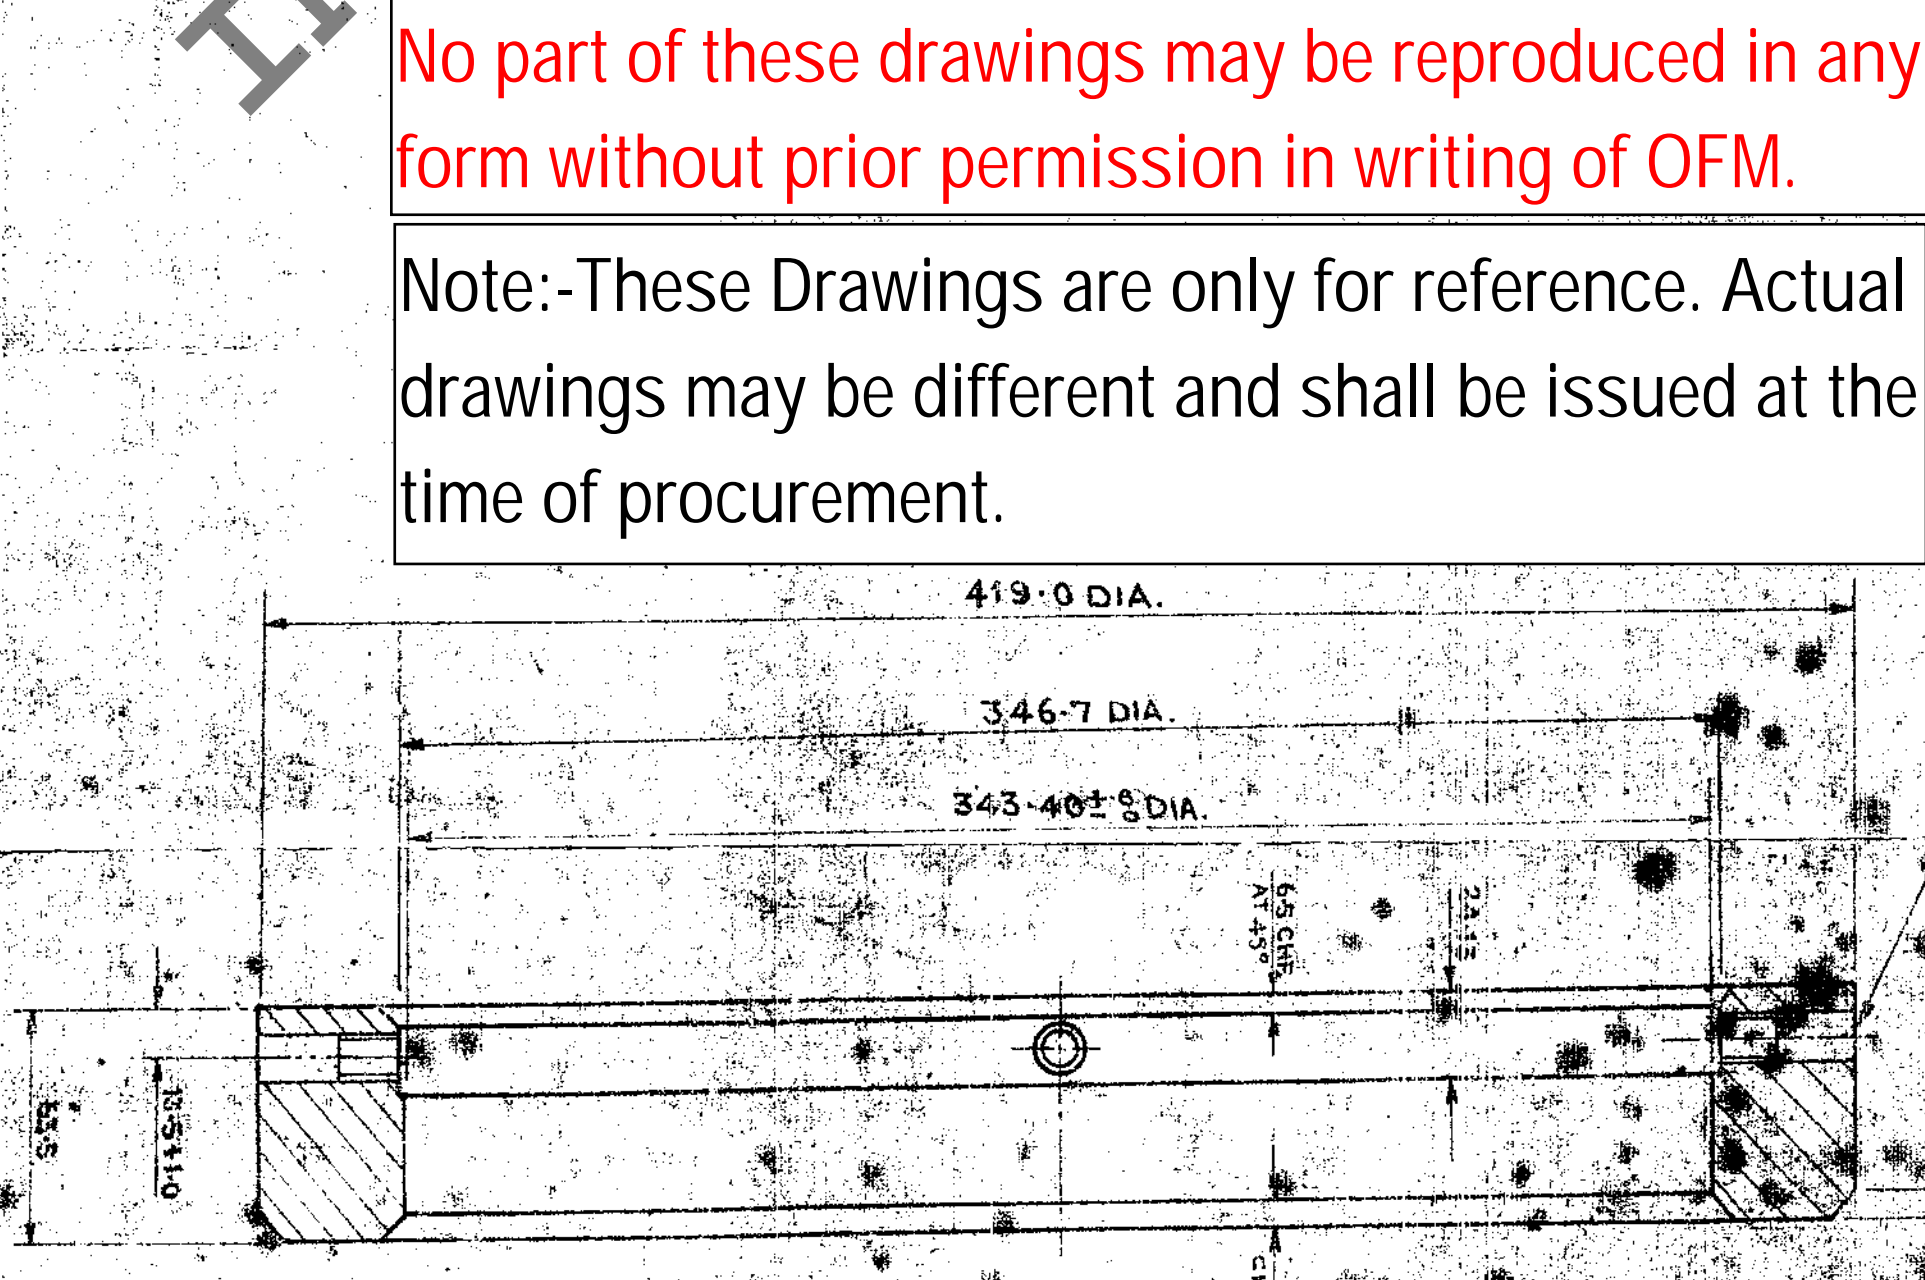 No part of these drawings may be reproduced in any
form without prior permission in writing of OFM.
Note:-These Drawings are only for reference. Actual
drawings may be different and shall be issued at the
time of procurement.
419.0 DIA.
346.7 DIA.
DIA.
6.5 CHF
AT 45°